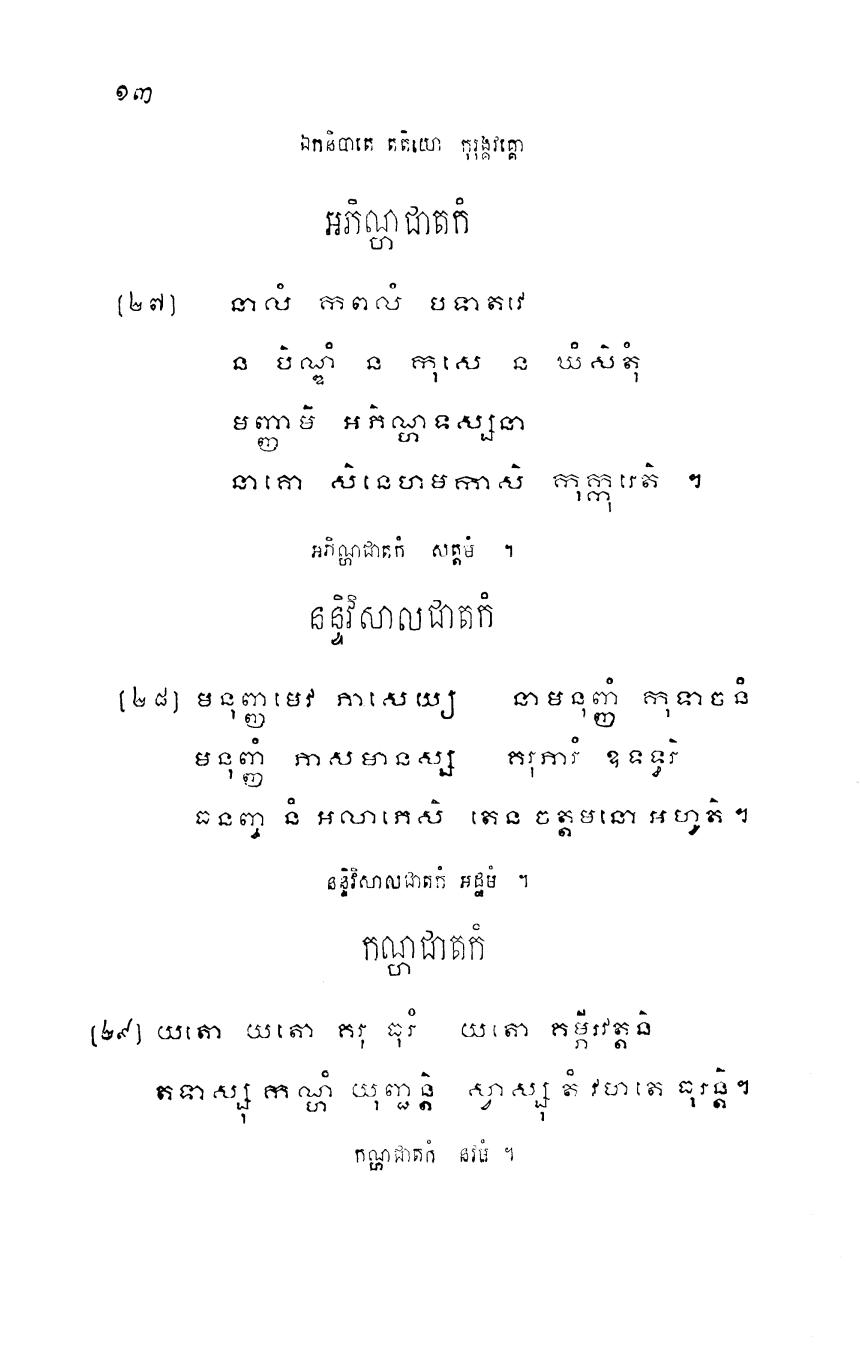 ១៣
ឯកនិបាតេ តតិយោ កុរុង្គវគ្គោ
អភិណ្ហជាតកំ
[២៧] នាលំ កពលំ បទាតវេ
ន បិណ្ឌំ ន កុសេ ន ឃំសិតុំ
មញ្ញាមិ អភិណ្ហទស្សនា
នាគោ សិនេហមកាសិ កុក្កុរេតិ ។
អភិណ្ហជាតកំ សត្តមំ ។
នន្ទិវិសាលជាតកំ
[២៨] មនុញ្ញមេវ ភាសេយ្យ នាមនុញ្ញំ កុទាចនំ
មនុញ្ញំ ភាសមានស្ស គរុភារំ ឧទទ្ធរិ
ធនញ្ច នំ អលាភេសិ តេន ចត្តមនោ អហូតិ ។
នន្ទិវិសាលជាតកំ អដ្ឋមំ ។
កណ្ហជាតកំ
[២៩] យតោ យតោ គរុ ធុរំ យតោ គម្ភីរវត្តនិ
តទាស្សុ កណ្ហំ យុញ្ជន្តិ ស្វាស្សុ តំ វហតេ ធុរន្តិ ។
កណ្ហជាតកំ នវមំ ។